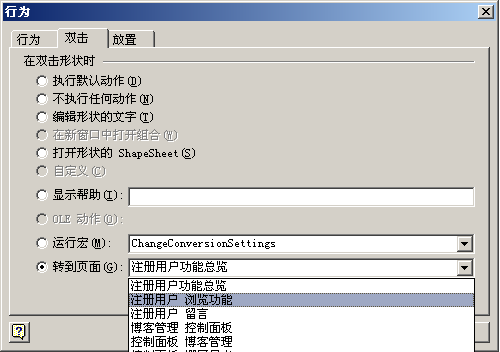 行为
行为 双击 放置
在双击形状时
执行默认动作(D)
不执行任何动作(N)
编辑形状的文字(T)
在新窗口中打开组合(W)
打开形状的 ShapeSheet(S)
自定义(C)
显示帮助(I):
OLE 动作(O):
运行宏(M): ChangeConversionSettings
转到页面(G): 注册用户功能总览
注册用户功能总览
注册用户 浏览功能
注册用户 留言
博客管理 控制面板
博客管理 控制面板